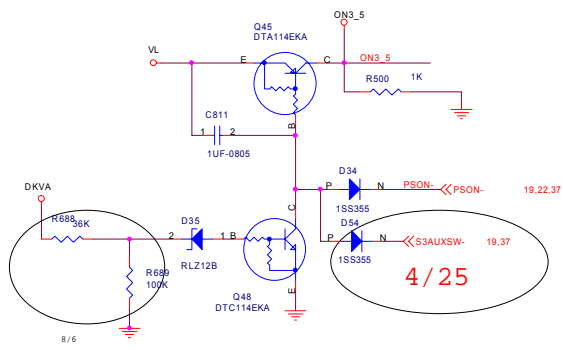 ON3_5
Q45
DTA114EKA
VL
E
C
ON3_5
R500
1K
B
C811
1
2
1UF-0805
D34
P
N
PSON-
PSON-
19,22,37
1SS355
DKVA
R688
36K
D35
2
1
B
C
D54
P
N
S3AUXSW-
19,37
1SS355
RLZ12B
R689
100K
E
Q48
DTC114EKA
4/25
8/6